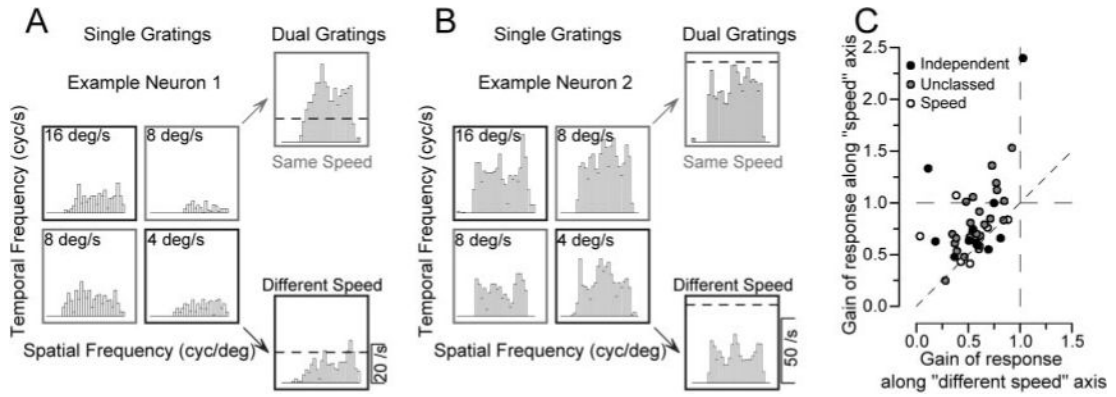 A
Single Gratings
Dual Gratings
Example Neuron 1
Temporal Frequency (cyc/s)
16 deg/s
8 deg/s
8 deg/s
4 deg/s
Same Speed
Different Speed
20 /s
Spatial Frequency (cyc/deg)
B
Single Gratings
Dual Gratings
Example Neuron 2
Temporal Frequency (cyc/s)
16 deg/s
8 deg/s
8 deg/s
4 deg/s
Same Speed
Different Speed
50 /s
Spatial Frequency (cyc/deg)
C
Gain of response along "speed" axis
2.5
2.0
1.5
1.0
0.5
0.0
Independent
Unclassed
Speed
0.0 0.5 1.0 1.5
Gain of response
along "different speed" axis